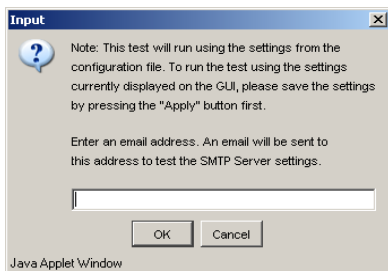 Input
Note: This test will run using the settings from the
configuration file. To run the test using the settings
currently displayed on the GUI, please save the settings
by pressing the "Apply" button first.
Enter an email address. An email will be sent to
this address to test the SMTP Server settings.
OK Cancel
Java Applet Window